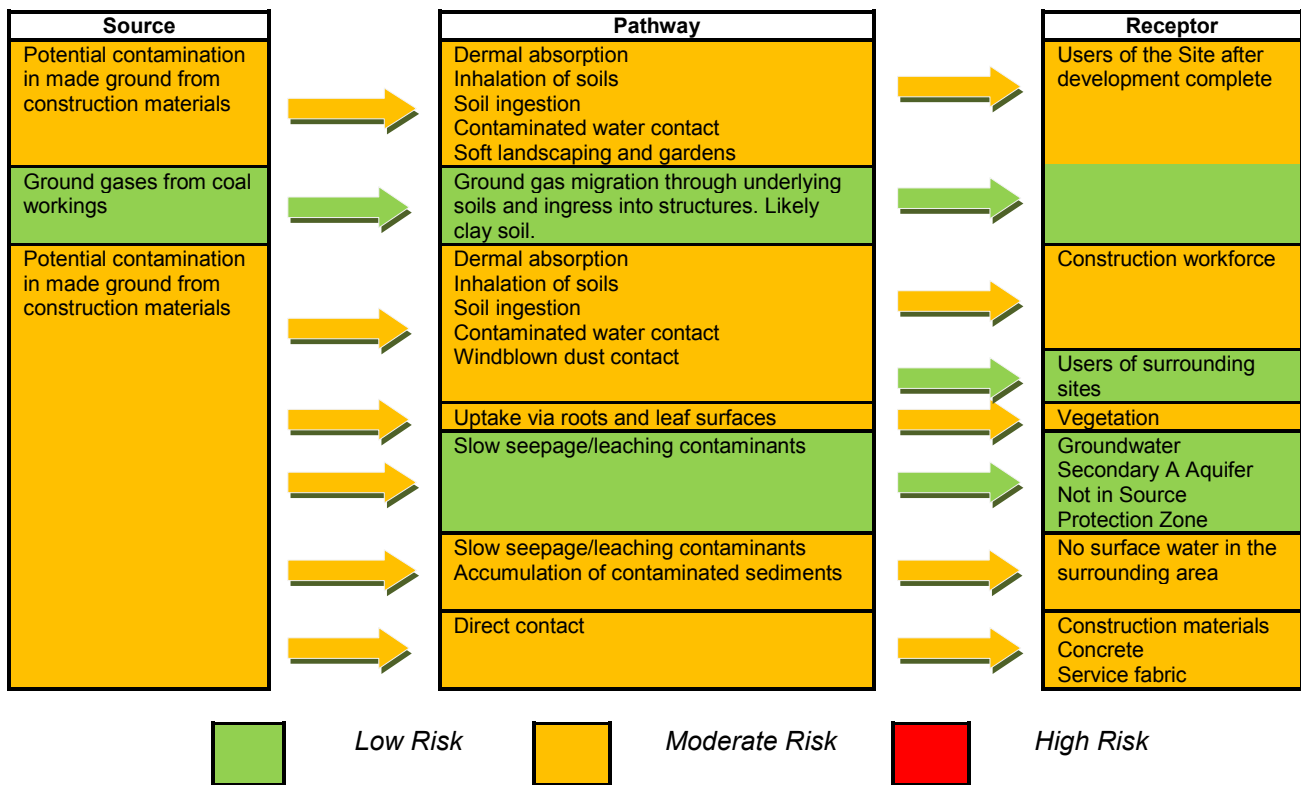 Source
Pathway
Receptor
Potential contamination
in made ground from
construction materials
Dermal absorption
Inhalation of soils
Soil ingestion
Contaminated water contact
Soft landscaping and gardens
Users of the Site after
development complete
Ground gases from coal
workings
Ground gas migration through underlying
soils and ingress into structures. Likely
clay soil.
Potential contamination
in made ground from
construction materials
Dermal absorption
Inhalation of soils
Soil ingestion
Contaminated water contact
Windblown dust contact
Construction workforce
Users of surrounding
sites
Uptake via roots and leaf surfaces
Vegetation
Slow seepage/leaching contaminants
Groundwater
Secondary A Aquifer
Not in Source
Protection Zone
Slow seepage/leaching contaminants
Accumulation of contaminated sediments
No surface water in the
surrounding area
Direct contact
Construction materials
Concrete
Service fabric
Low Risk
Moderate Risk
High Risk